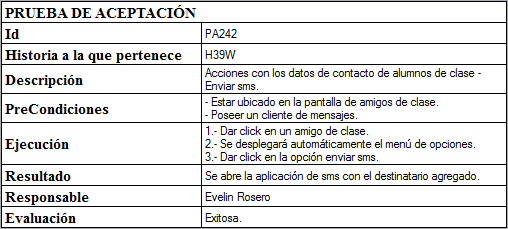 PRUEBA DE ACEPTACIÓN
Id PA242
Historia a la que pertenece H39W
Descripción Acciones con los datos de contacto de alumnos de clase -
Enviar sms.
PreCondiciones - Estar ubicado en la pantalla de amigos de clase.
- Poseer un cliente de mensajes.
Ejecución 1.- Dar click en un amigo de clase.
2.- Se desplegará automáticamente el menú de opciones.
3.- Dar click en la opción enviar sms.
Resultado Se abre la aplicación de sms con el destinatario agregado.
Responsable Evelin Rosero
Evaluación Exitosa.